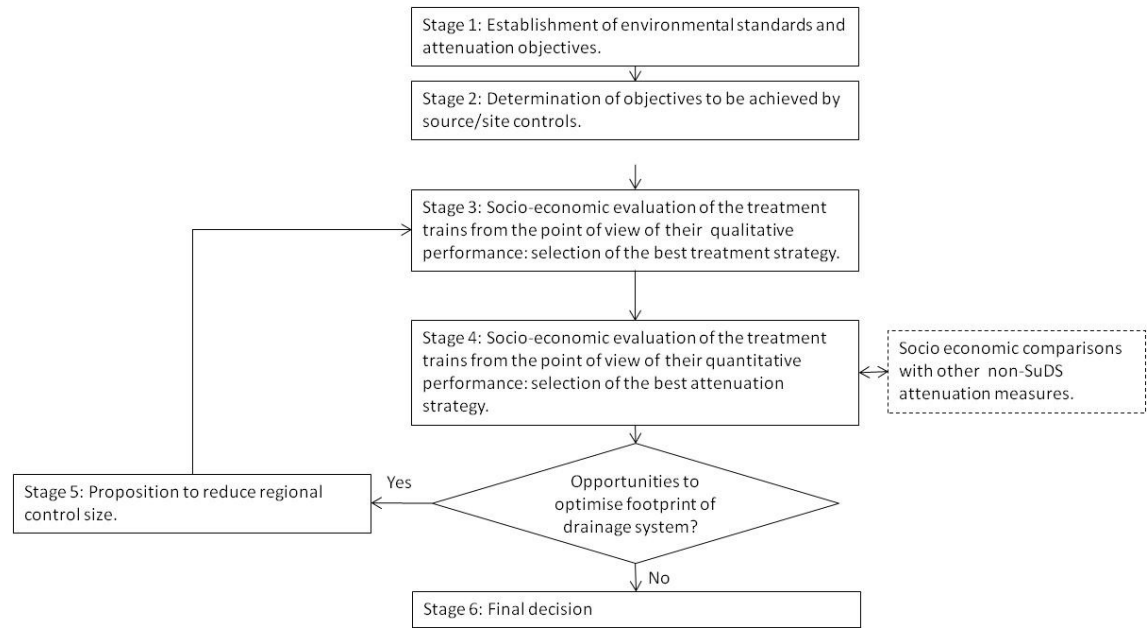 Stage 1: Establishment of environmental standards and
attenuation objectives.
Stage 2: Determination of objectives to be achieved by
source/site controls.
Stage 3: Socio-economic evaluation of the treatment
trains from the point of view of their qualitative
performance: selection of the best treatment strategy.
Stage 4: Socio-economic evaluation of the treatment
trains from the point of view of their quantitative
performance: selection of the best attenuation
strategy.
Socio economic comparisons
with other non-SuDS
attenuation measures.
Opportunities to
optimise footprint of
drainage system?
Yes
Stage 5: Proposition to reduce regional
control size.
No
Stage 6: Final decision